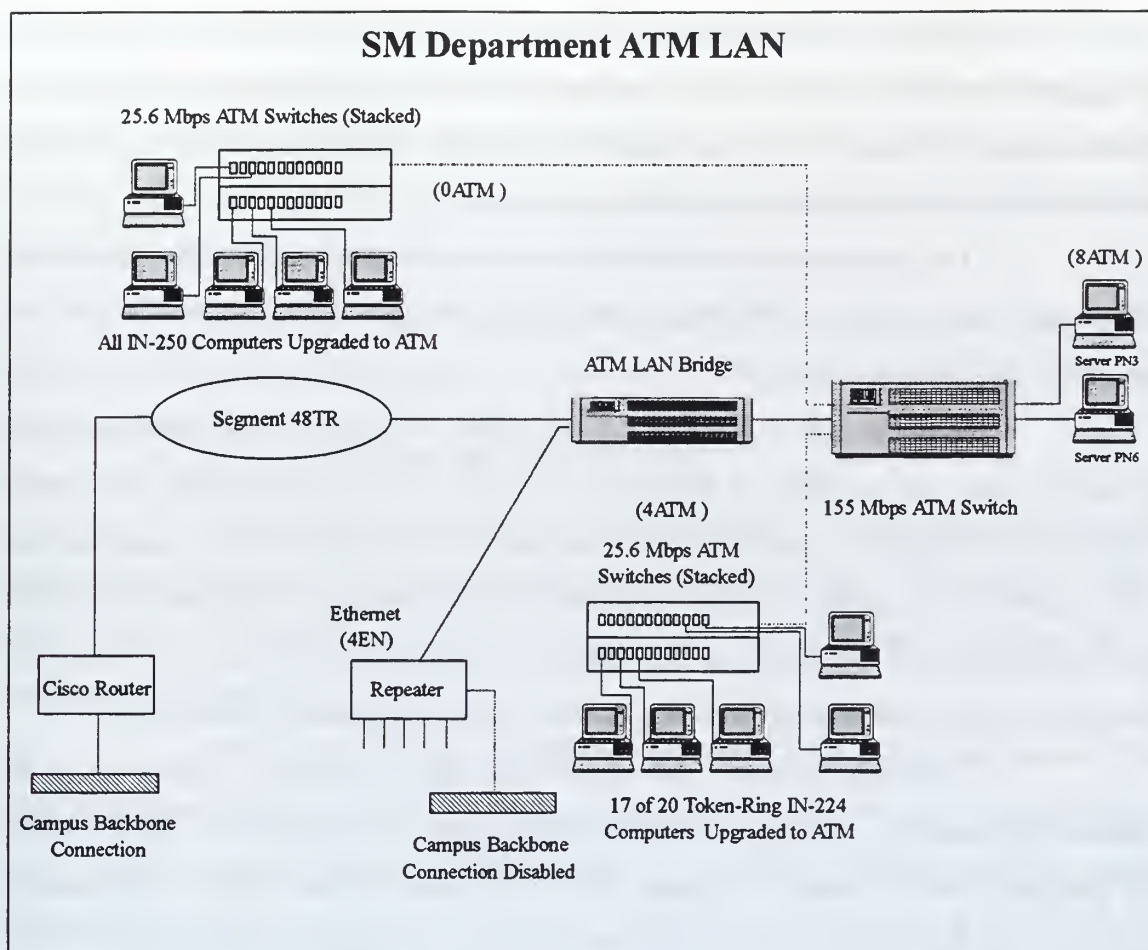 SM Department ATM LAN
25.6 Mbps ATM Switches (Stacked)
(0ATM )
(8ATM )
Server PN3
Server PN6
All IN-250 Computers Upgraded to ATM
ATM LAN Bridge
Segment 48TR
155 Mbps ATM Switch
(4ATM )
25.6 Mbps ATM
Switches (Stacked)
Ethernet
(4EN)
Cisco Router
Repeater
17 of 20 Token-Ring IN-224
Computers Upgraded to ATM
Campus Backbone
Connection
Campus Backbone
Connection Disabled